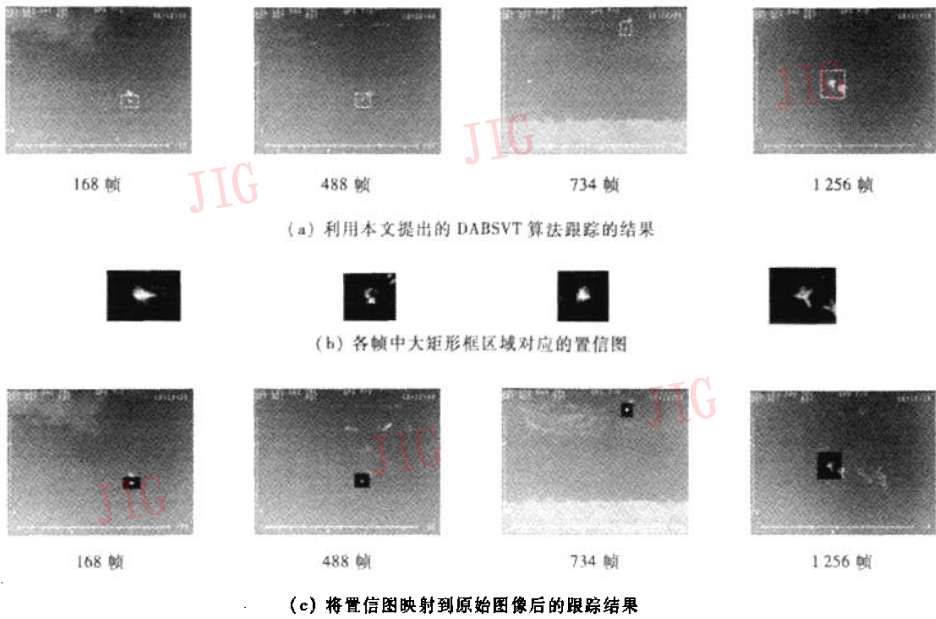 168 帧 488 帧 734 帧 1 256 帧
JIG
JIG
JIG
(a) 利用本文提出的 DABSVT 算法跟踪的结果
(b) 各帧中大矩形框区域对应的置信图
JIG
JIG
JIG
168 帧 488 帧 734 帧 1 256 帧
(c) 将置信图映射到原始图像后的跟踪结果